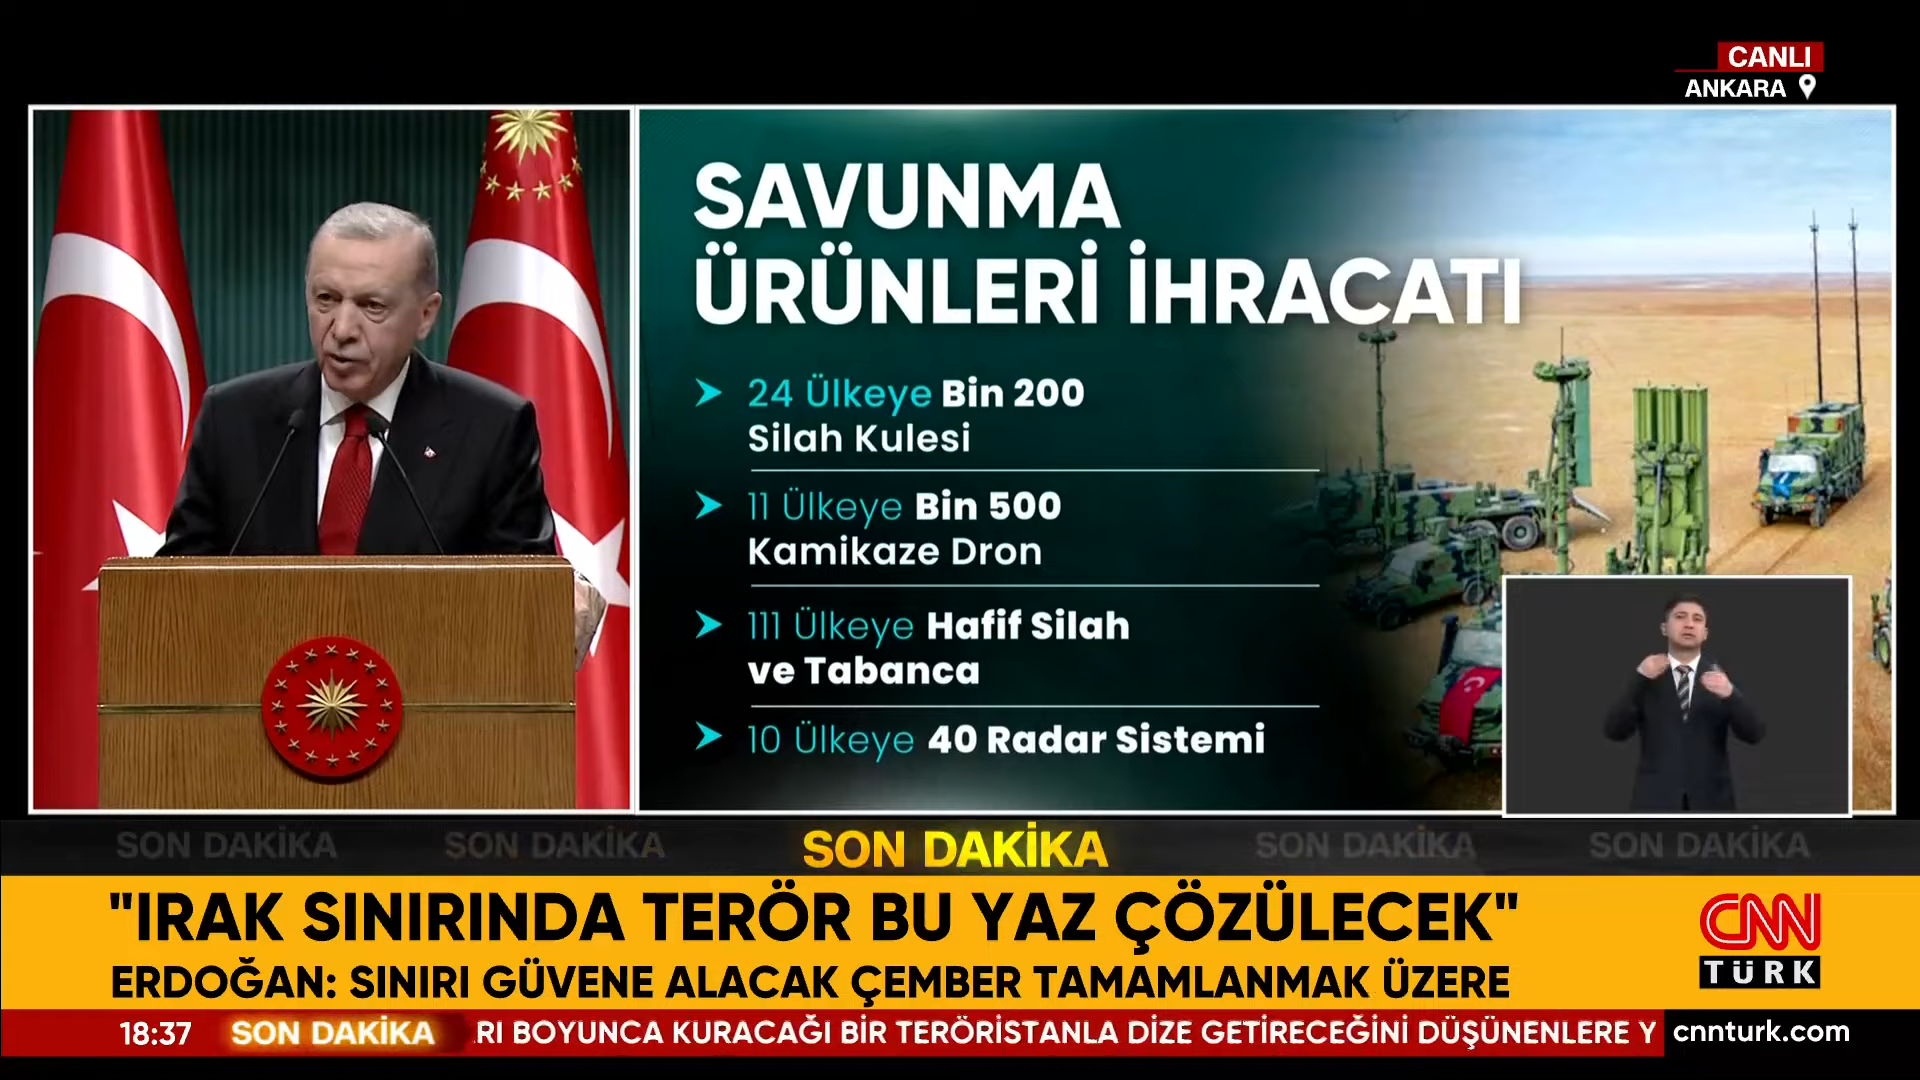 CANLI
ANKARA
SAVUNMA
ÜRÜNLERİ İHRACATI
24 Ülkeye Bin 200
Silah Kulesi
11 Ülkeye Bin 500
Kamikaze Dron
111 Ülkeye Hafif Silah
ve Tabanca
10 Ülkeye 40 Radar Sistemi
SON DAKİKA SON DAKİKA SON DAKİKA SON DAKİKA SON DAKİKA
"IRAK SINIRINDA TERÖR BU YAZ ÇÖZÜLECEK"
ERDOĞAN: SINIRI GÜVENE ALACAK ÇEMBER TAMAMLANMAK ÜZERE
CNN
TÜRK
18:37 SON DAKİKA RI BOYUNCA KURACAĞI BİR TERÖRİSTANLA DİZE GETİRECEĞİNİ DÜŞÜNENLERE Y cnnturk.com